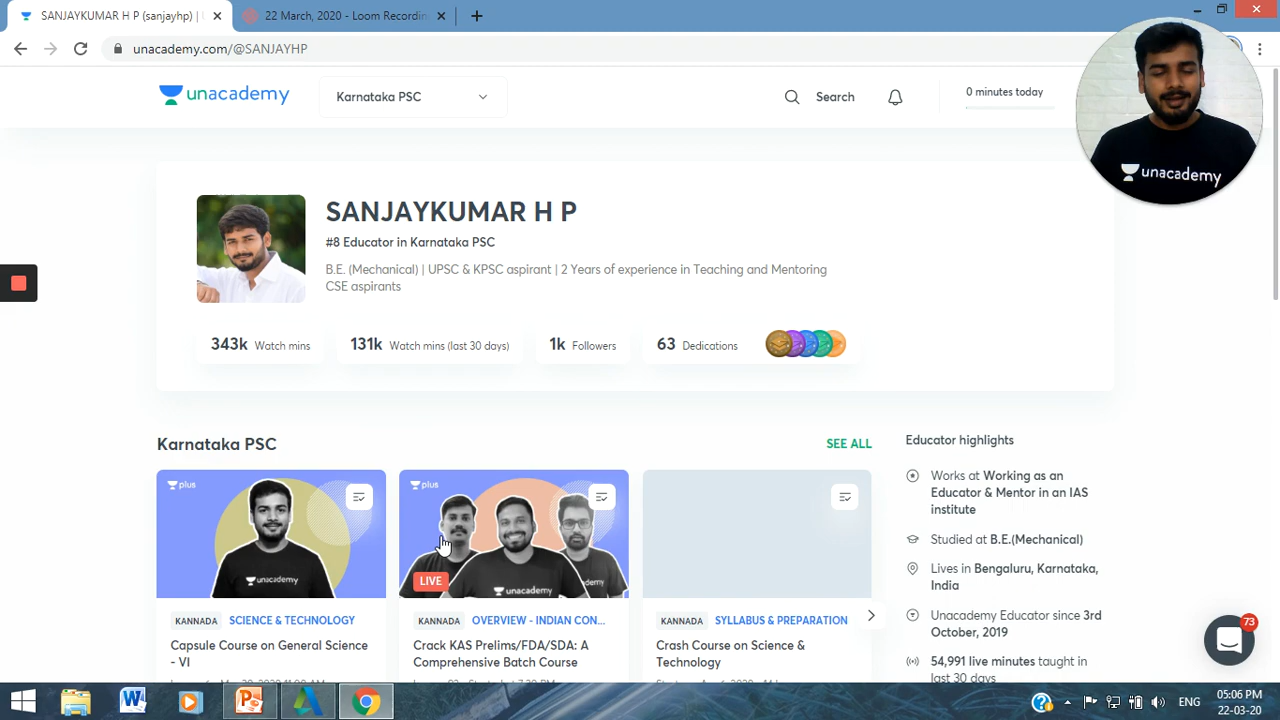 SANJAYKUMAR H P (sanjayhp) | U
22 March, 2020 - Loom Recordin
unacademy.com/@SANJAYHP
unacademy
Karnataka PSC
Search
0 minutes today
unacademy
SANJAYKUMAR H P
#8 Educator in Karnataka PSC
B.E. (Mechanical) | UPSC & KPSC aspirant | 2 Years of experience in Teaching and Mentoring
CSE aspirants
343k Watch mins
131k Watch mins (last 30 days)
1k Followers
63 Dedications
Karnataka PSC
SEE ALL
plus
unacademy
KANNADA SCIENCE & TECHNOLOGY
Capsule Course on General Science
- VI
plus
LIVE
unacademy
KANNADA OVERVIEW - INDIAN CON...
Crack KAS Prelims/FDA/SDA: A
Comprehensive Batch Course
KANNADA SYLLABUS & PREPARATION
Crash Course on Science &
Technology
Educator highlights
Works at Working as an
Educator & Mentor in an IAS
institute
Studied at B.E.(Mechanical)
Lives in Bengaluru, Karnataka,
India
Unacademy Educator since 3rd
October, 2019
54,991 live minutes taught in
last 30 days
73
ENG
05:06 PM
22-03-20